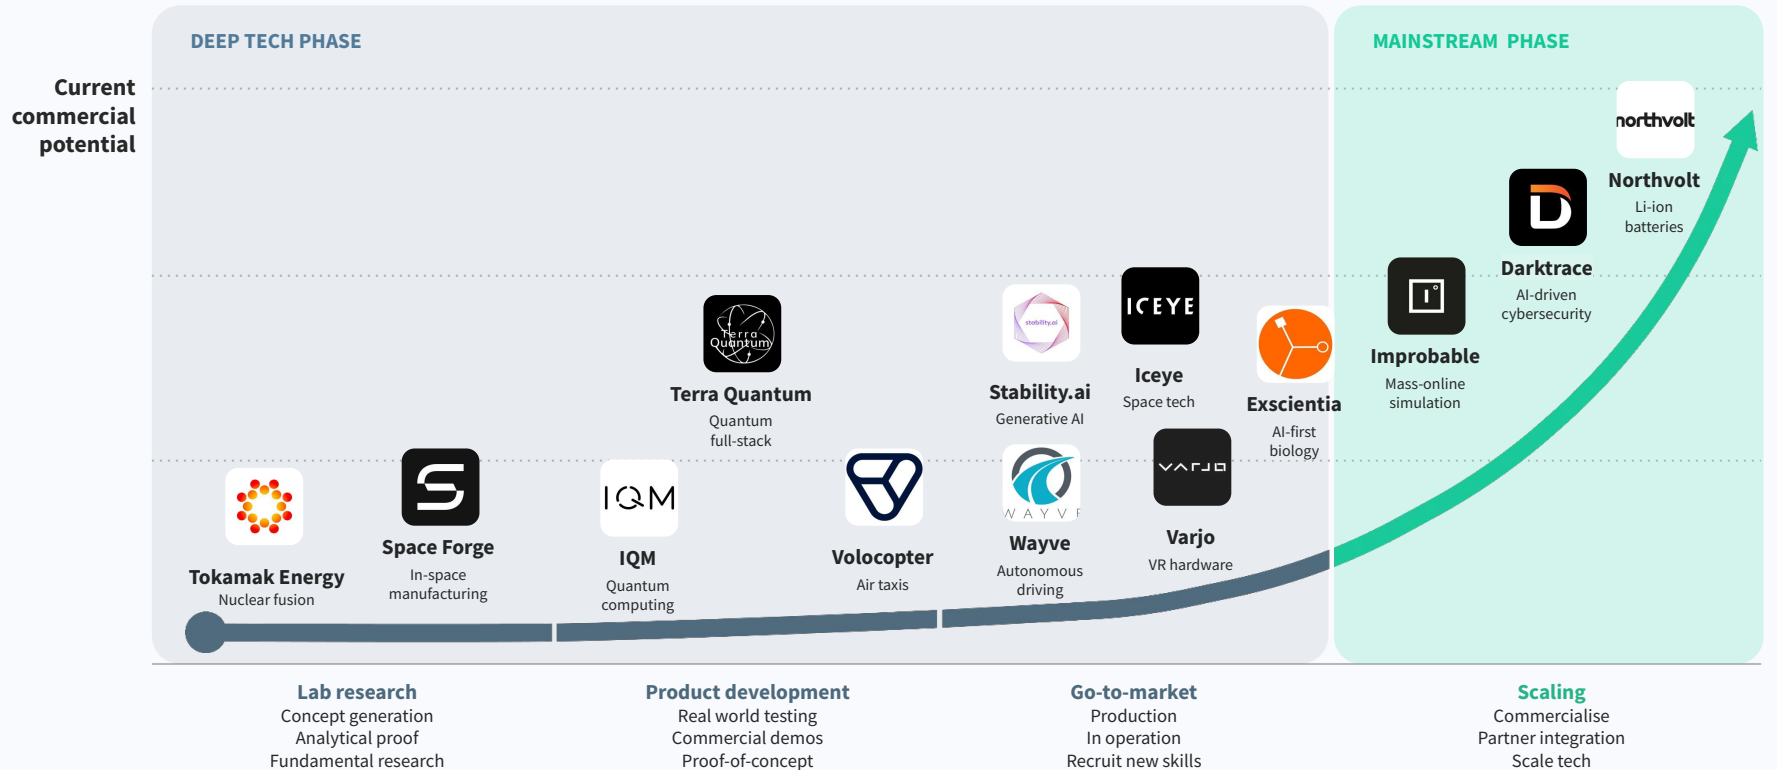 DEEP TECH PHASE
MAINSTREAM PHASE
Current
commercial
potential
northvolt
Northvolt
Li-ion
batteries
D
Darktrace
AI-driven
cybersecurity
I
Improbable
Mass-online
simulation
Terra
Quantum
Terra Quantum
Quantum
full-stack
stability.ai
Stability.ai
Generative AI
ICEYE
Iceye
Space tech
Exscientia
AI-first
biology
Tokamak Energy
Nuclear fusion
S
Space Forge
In-space
manufacturing
IQM
IQM
Quantum
computing
Volocopter
Air taxis
WAYVE
Wayve
Autonomous
driving
VARJO
Varjo
VR hardware
Lab research
Concept generation
Analytical proof
Fundamental research
Product development
Real world testing
Commercial demos
Proof-of-concept
Go-to-market
Production
In operation
Recruit new skills
Scaling
Commercialise
Partner integration
Scale tech